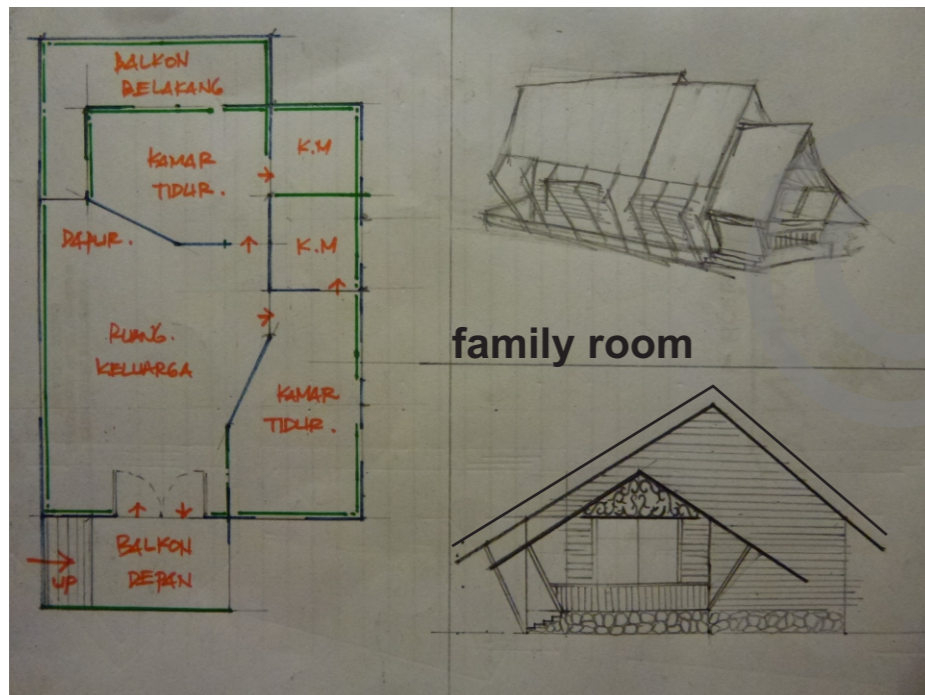 BALKON
BELAKANG
KAMAR
TIDUR.
K.M
DAPUR.
K.M
RUANG.
KELUARGA
KAMAR
TIDUR.
BALKON
DEPAN
UP
family room